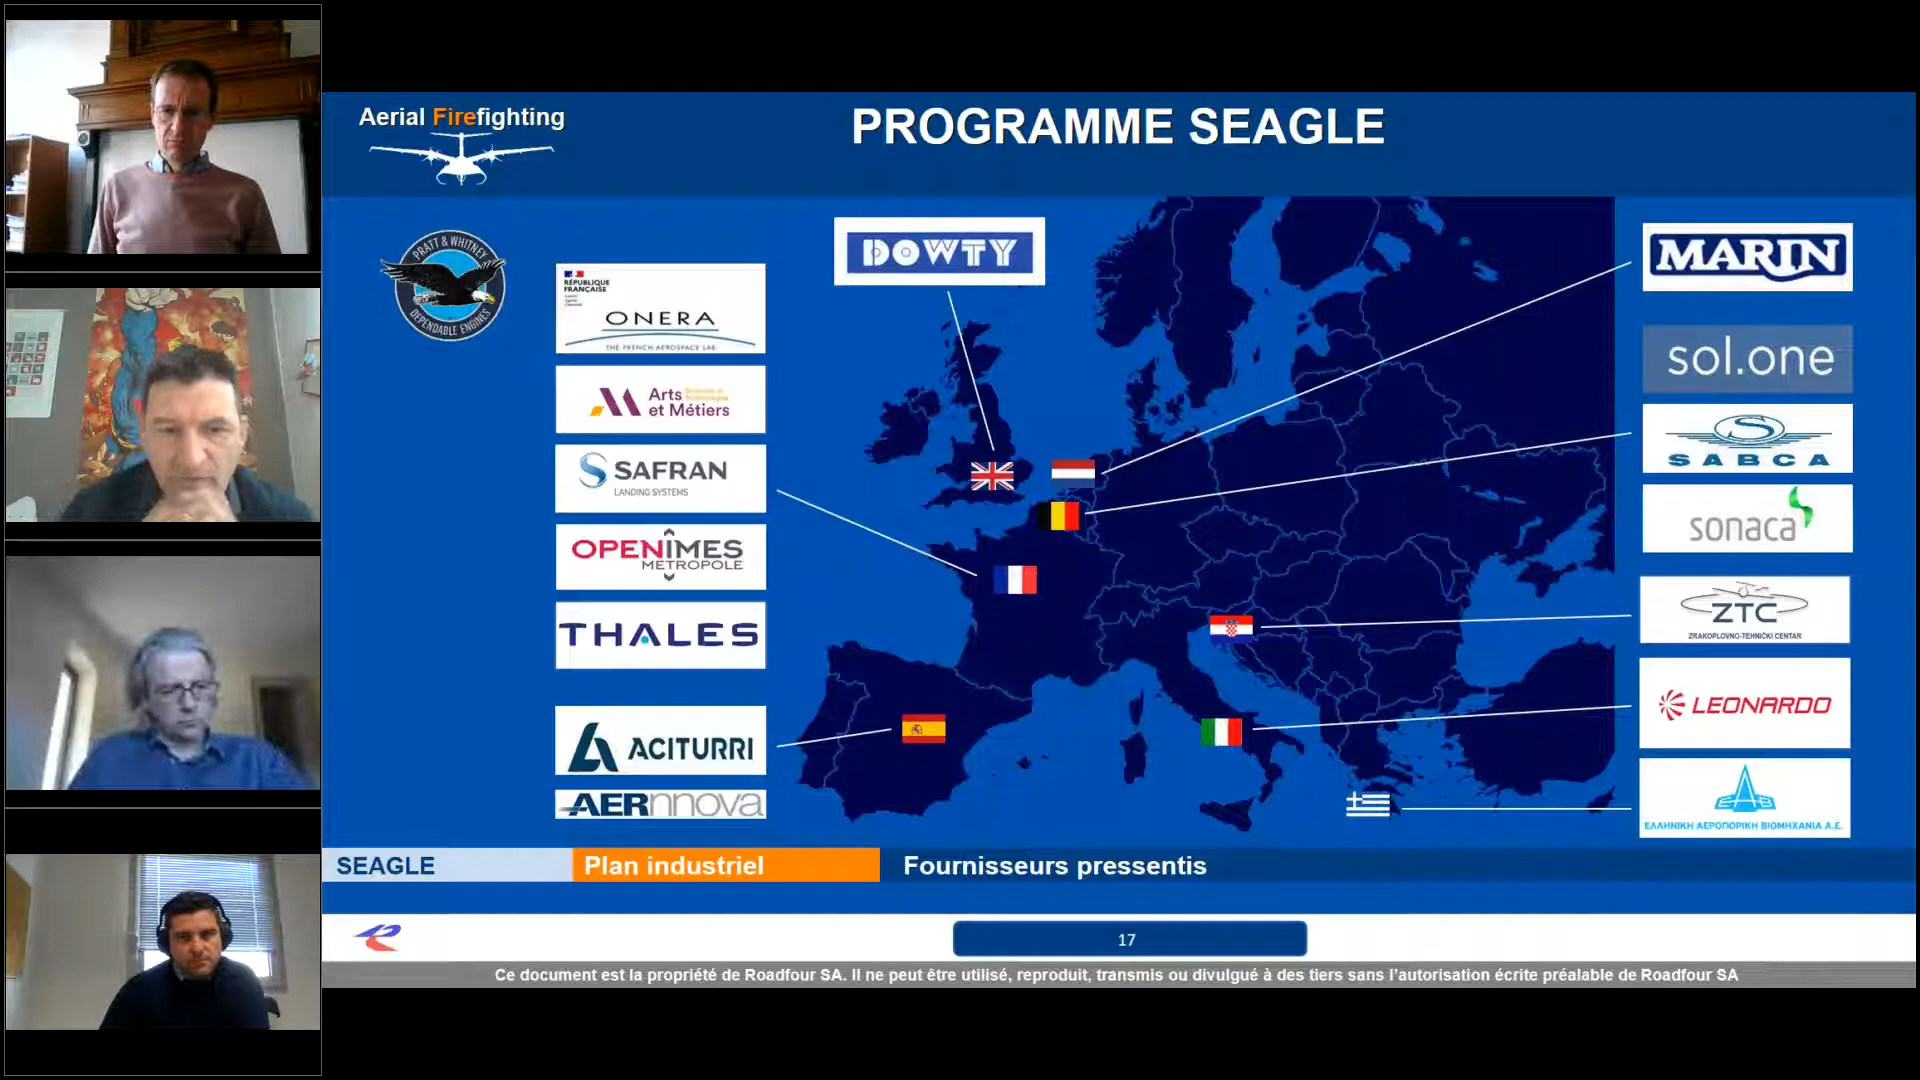 Aerial Firefighting
PROGRAMME SEAGLE
PRATT & WHITNEY
DEPENDABLE ENGINES
RÉPUBLIQUE
FRANÇAISE
ONERA
THE FRENCH AEROSPACE LAB
Arts
et Métiers
SAFRAN
LANDING SYSTEMS
OPENÎMES
METROPOLE
THALES
ACITURRI
AERnnova
DOWTY
MARIN
sol.one
SABCA
sonaca
ZTC
ZRAKOPLOVNO-TEHNIČKI CENTAR
LEONARDO
EAB
ΕΛΛΗΝΙΚΗ ΑΕΡΟΠΟΡΙΚΗ ΒΙΟΜΗΧΑΝΙΑ Α.Ε.
SEAGLE
Plan industriel
Fournisseurs pressentis
17
Ce document est la propriété de Roadfour SA. Il ne peut être utilisé, reproduit, transmis ou divulgué à des tiers sans l'autorisation écrite préalable de Roadfour SA